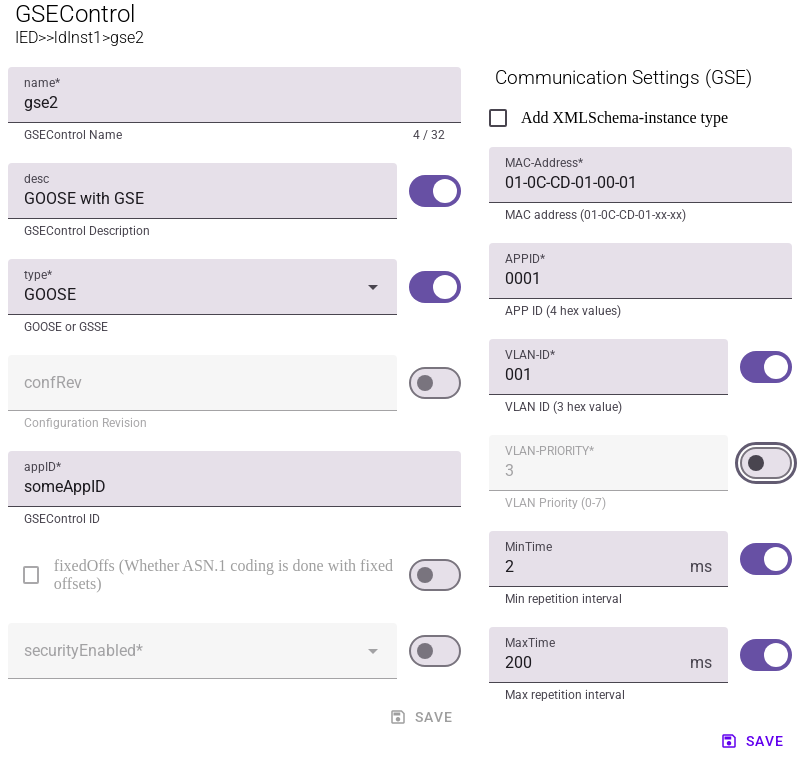 GSEControl
IED>>ldInst1>gse2
name*
gse2
GSEControl Name
4 / 32
desc
GOOSE with GSE
GSEControl Description
type*
GOOSE
GOOSE or GSSE
confRev
Configuration Revision
appID*
someAppID
GSEControl ID
fixedOffs (Whether ASN.1 coding is done with fixed
offsets)
securityEnabled*
SAVE
Communication Settings (GSE)
Add XMLSchema-instance type
MAC-Address*
01-0C-CD-01-00-01
MAC address (01-0C-CD-01-xx-xx)
APPID*
0001
APP ID (4 hex values)
VLAN-ID*
001
VLAN ID (3 hex value)
VLAN-PRIORITY*
3
VLAN Priority (0-7)
MinTime
2 ms
Min repetition interval
MaxTime
200 ms
Max repetition interval
SAVE